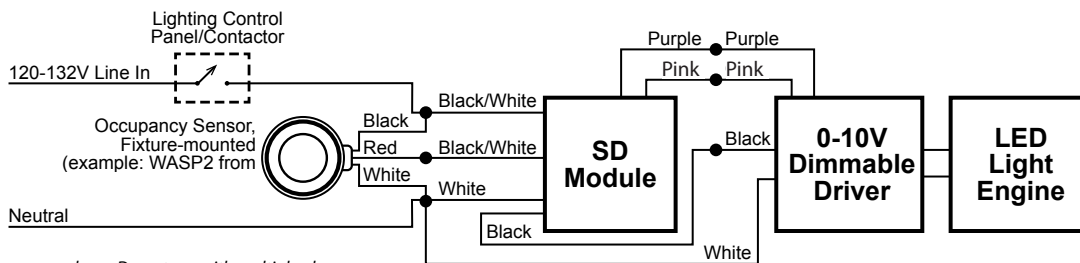 Lighting Control
Panel/Contactor
120-132V Line In
Purple Purple
Pink Pink
Black/White
Black
Occupancy Sensor,
Fixture-mounted
(example: WASP2 from
Red
Black/White
White
White
Black
SD
Module
Black
0-10V
Dimmable
Driver
LED
Light
Engine
Neutral
White